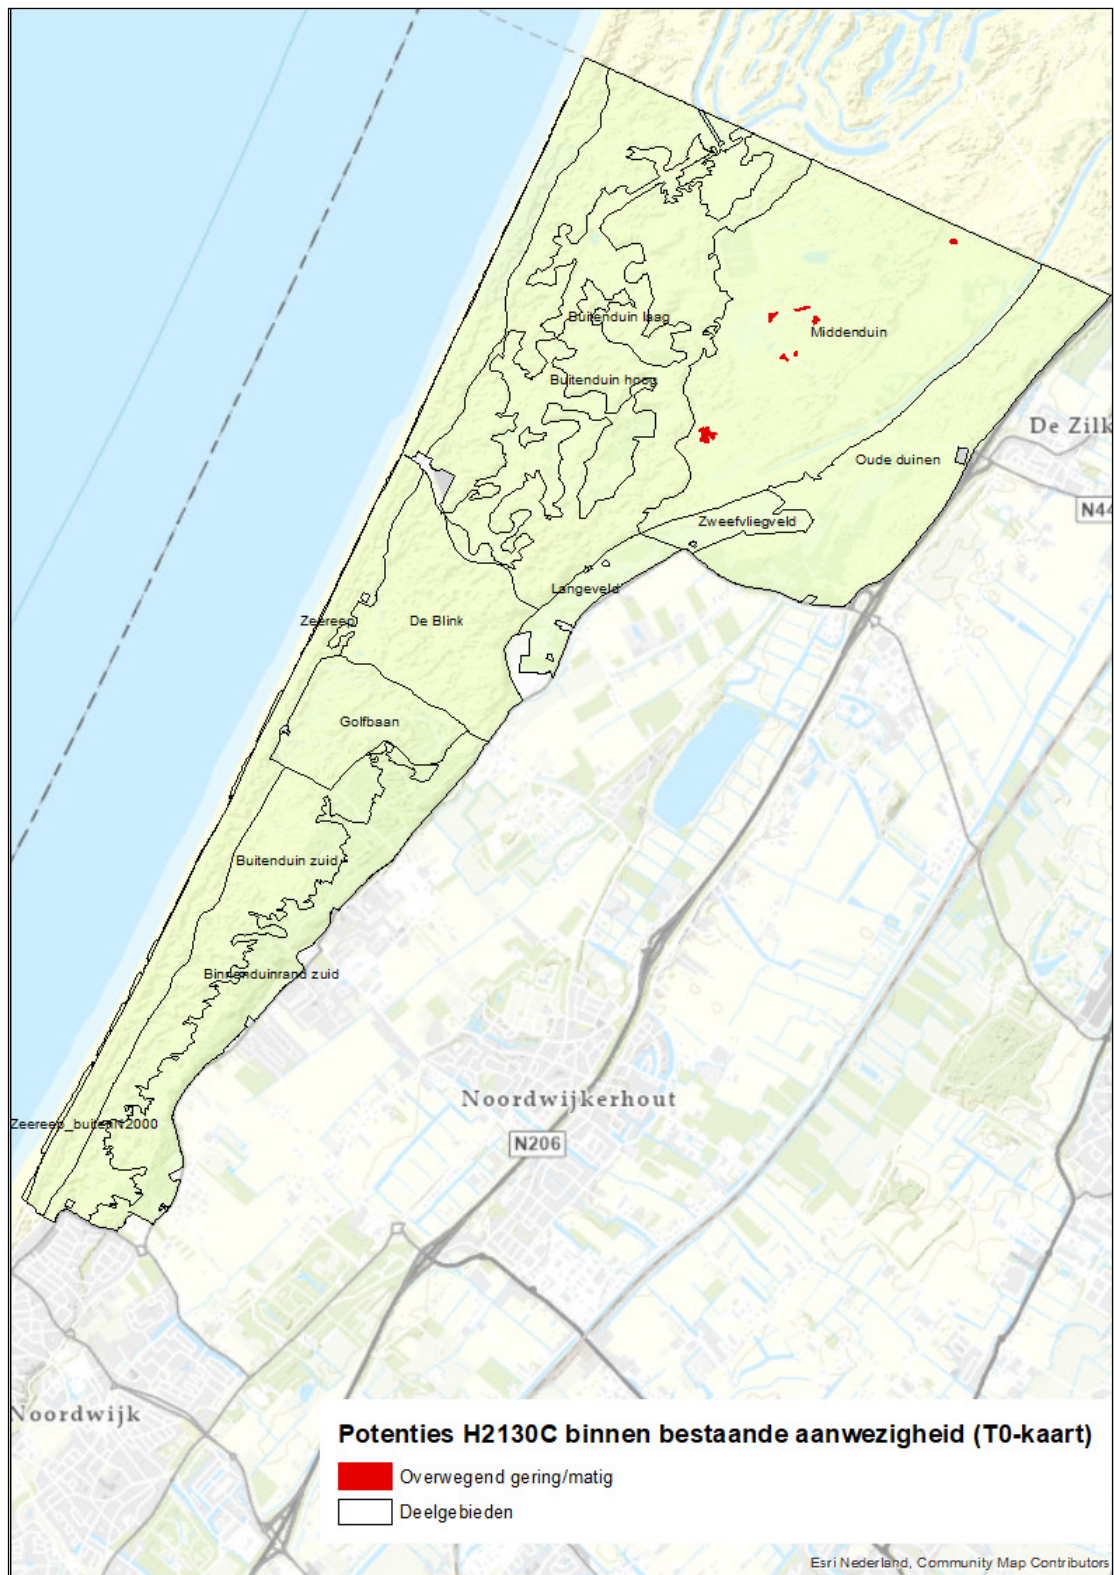 Buitenduin laag
Middenduin
Buitenduin hoog
De Zilk
Oude duinen
N44
Zweefvliegveld
Langeveld
Zeereep
De Blink
Golfbaan
Buitenduin zuid
Binnenduinrand zuid
Noordwijkerhout
Zeereep_buitenN2000
N206
Noordwijk
Potenties H2130C binnen bestaande aanwezigheid (T0-kaart)
Overwegend gering/matig
Deelgebieden
Esri Nederland, Community Map Contributors